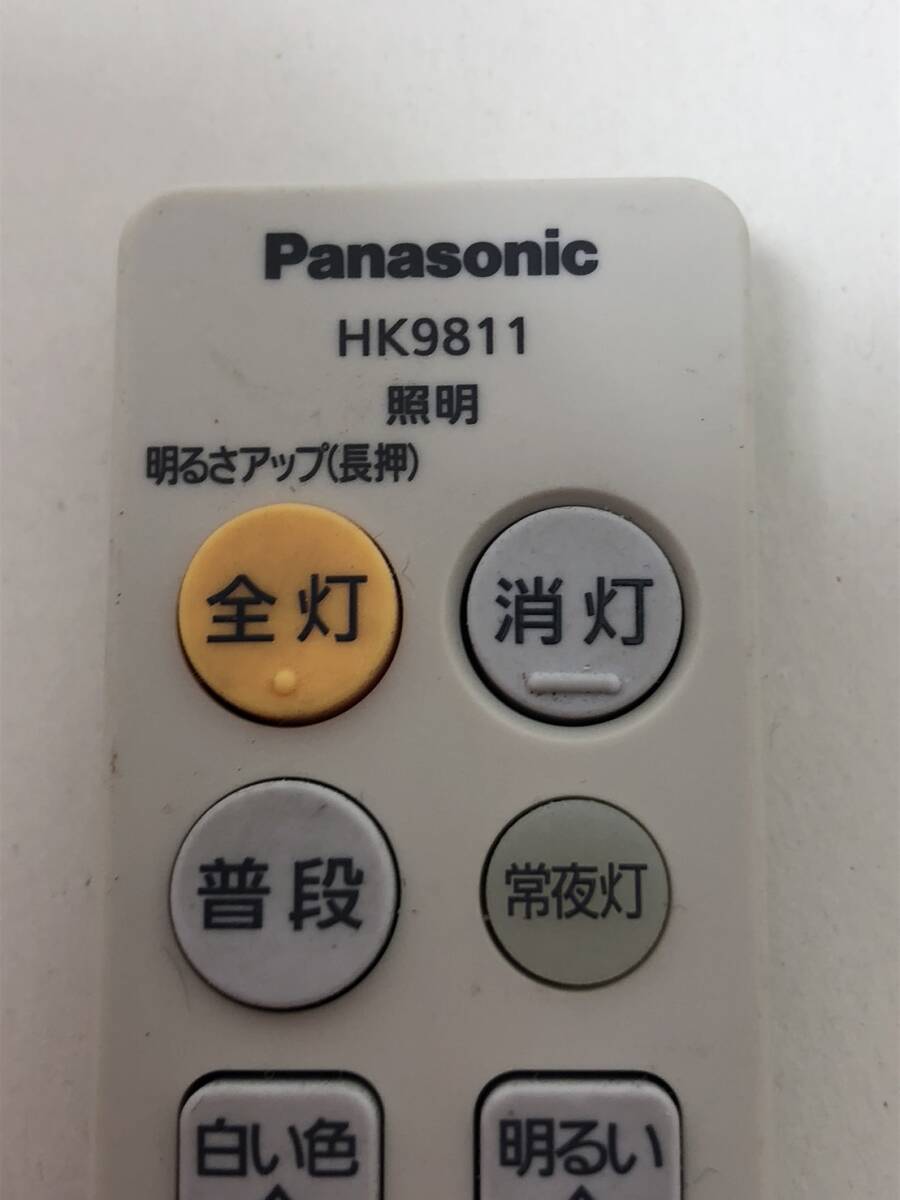 Panasonic
HK9811
照明
明るさアップ(長押)
全灯
消灯
普段
常夜灯
白い色
明るい